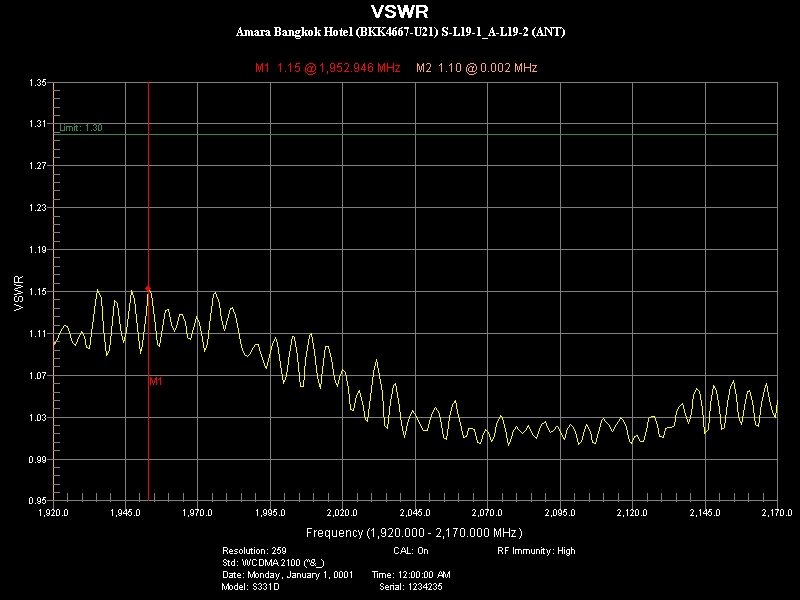 VSWR
Amara Bangkok Hotel (BKK4667-U21) S-L19-1_A-L19-2 (ANT)
M1 1.15 @ 1,952.946 MHz M2 1.10 @ 0.002 MHz
1.35
1.31
Limit: 1.30
1.27
1.23
1.19
1.15
VSWR
1.11
1.07
M1
1.03
0.99
0.95
1,920.0 1,945.0 1,970.0 1,995.0 2,020.0 2,045.0 2,070.0 2,095.0 2,120.0 2,145.0 2,170.0
Frequency (1,920.000 - 2,170.000 MHz )
Resolution: 259 CAL: On RF Immunity: High
Std: WCDMA 2100 (°&_)
Date: Monday, January 1, 0001 Time: 12:00:00 AM
Model: S331D Serial: 1234235